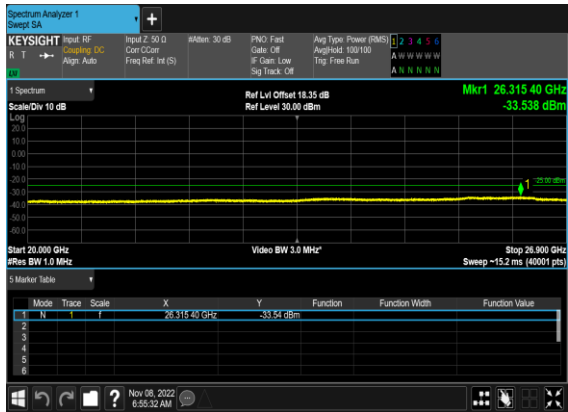 Spectrum Analyzer 1
Swept SA
+
KEYSIGHT Input: RF Input Z: 50 Ω #Atten: 30 dB PNO: Fast Avg Type: Power (RMS) 1 2 3 4 5 6
R T Coupling: DC Corr CCorr Gate: Off Avg|Hold: 100/100 A W W W W W
Align: Auto Freq Ref: Int (S) IF Gain: Low Trig: Free Run
LXI Sig Track: Off A N N N N N
1 Spectrum Ref Lvl Offset 18.35 dB Mkr1 26.315 40 GHz
Scale/Div 10 dB Ref Level 30.00 dBm -33.538 dBm
Log
20.0
10.0
0.00
-10.0
-20.0
-25.00 dBm
1
-30.0
-40.0
-50.0
-60.0
Start 20.000 GHz Video BW 3.0 MHz* Stop 26.900 GHz
#Res BW 1.0 MHz Sweep ~15.2 ms (40001 pts)
5 Marker Table
Mode Trace Scale X Y Function Function Width Function Value
1 N 1 f 26.315 40 GHz -33.54 dBm
2
3
4
5
6
? Nov 08, 2022
6:55:32 AM